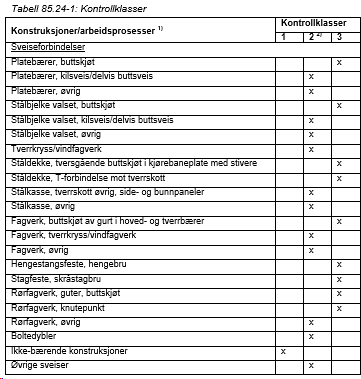 Tabell 85.24-1: Kontrollklasser
Konstruksjoner/arbeidsprosesser 1) Kontrollklasser
1 2 2) 3
Sveiseforbindelser
Platebærer, buttskjøt x
Platebærer, kilsveis/delvis buttsveis x
Platebærer, øvrig x
Stålbjelke valset, buttskjøt x
Stålbjelke valset, kilsveis/delvis buttsveis x
Stålbjelke valset, øvrig x
Tverrkryss/vindfagverk x
Ståldekke, tversgående buttskjøt i kjørebaneplate med stivere x
Ståldekke, T-forbindelse mot tverrskott x
Stålkasse, tverrskott øvrig, side- og bunnpaneler x
Stålkasse, øvrig x
Fagverk, buttskjøt av gurt i hoved- og tverrbærer x
Fagverk, tverrkryss/vindfagverk x
Fagverk, øvrig x
Hengestangsfeste, hengebru x
Stagfeste, skråstagbru x
Rørfagverk, guter, buttskjøt x
Rørfagverk, knutepunkt x
Rørfagverk, øvrig x
Boltedybler x
Ikke-bærende konstruksjoner x
Øvrige sveiser x